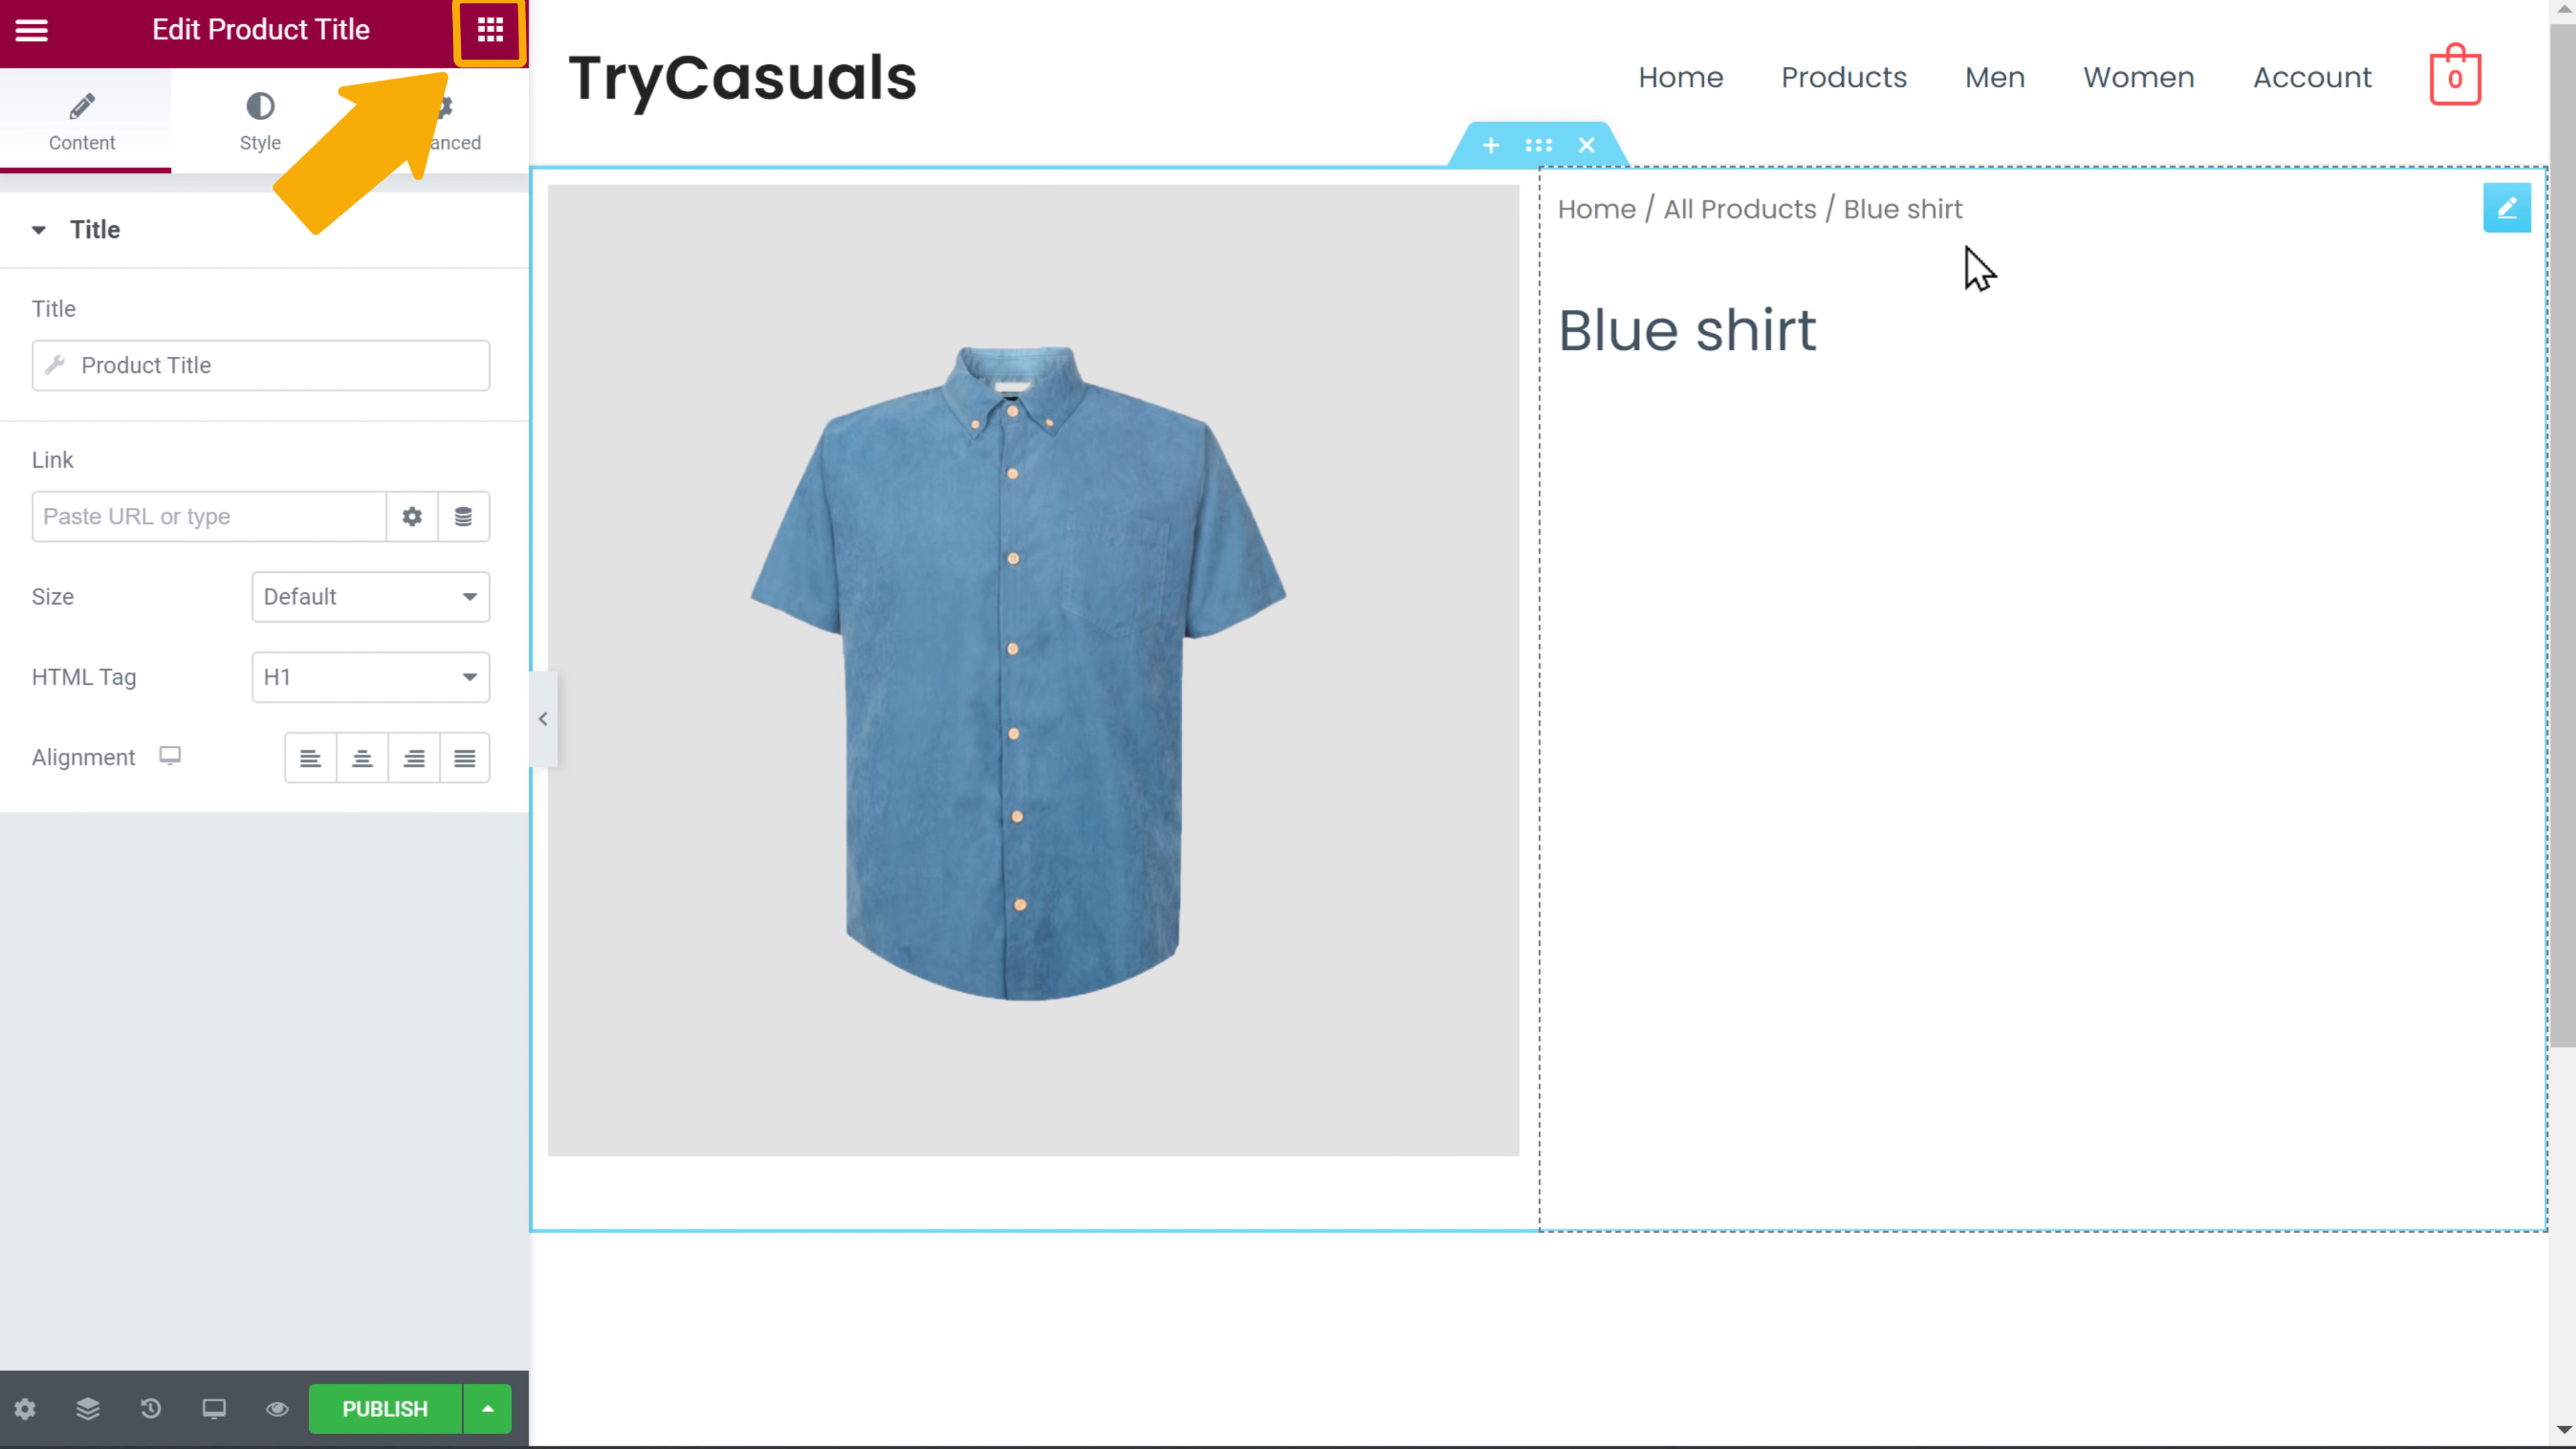 Edit Product Title
Content
Style
anced
Title
Title
Product Title
Link
Paste URL or type
Size
Default
HTML Tag
H1
Alignment
PUBLISH
TryCasuals
Home
Products
Men
Women
Account
0
Home / All Products / Blue shirt
Blue shirt